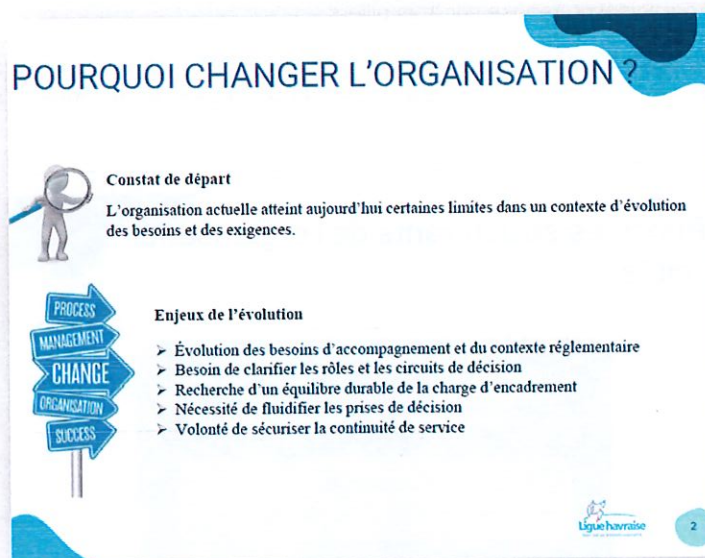 POURQUOI CHANGER L'ORGANISATION ?
Constat de départ
L'organisation actuelle atteint aujourd'hui certaines limites dans un contexte d'évolution
des besoins et des exigences.
PROCESS
MANAGEMENT
CHANGE
ORGANISATION
SUCCESS
Enjeux de l'évolution
➤ Évolution des besoins d'accompagnement et du contexte réglementaire
➤ Besoin de clarifier les rôles et les circuits de décision
➤ Recherche d'un équilibre durable de la charge d'encadrement
➤ Nécessité de fluidifier les prises de décision
➤ Volonté de sécuriser la continuité de service
Ligue havraise
2